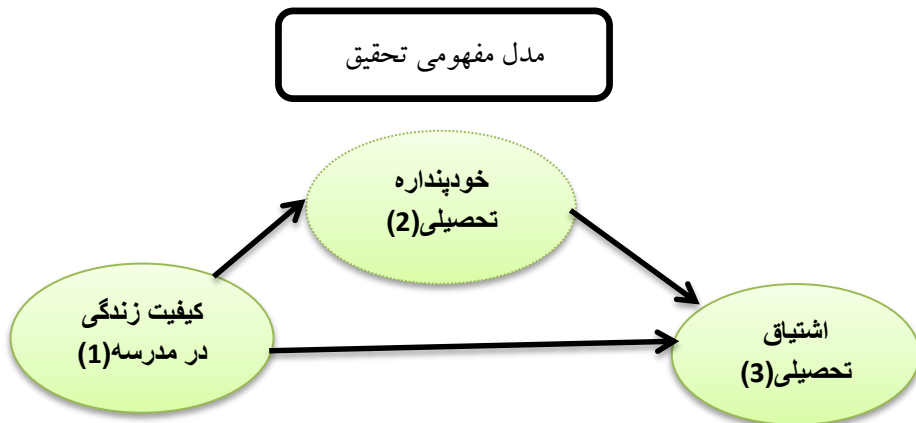 مدل مفهومی تحقیق
خودپنداره
تحصیلی(2)
کیفیت زندگی
در مدرسه(1)
اشتیاق
تحصیلی(3)